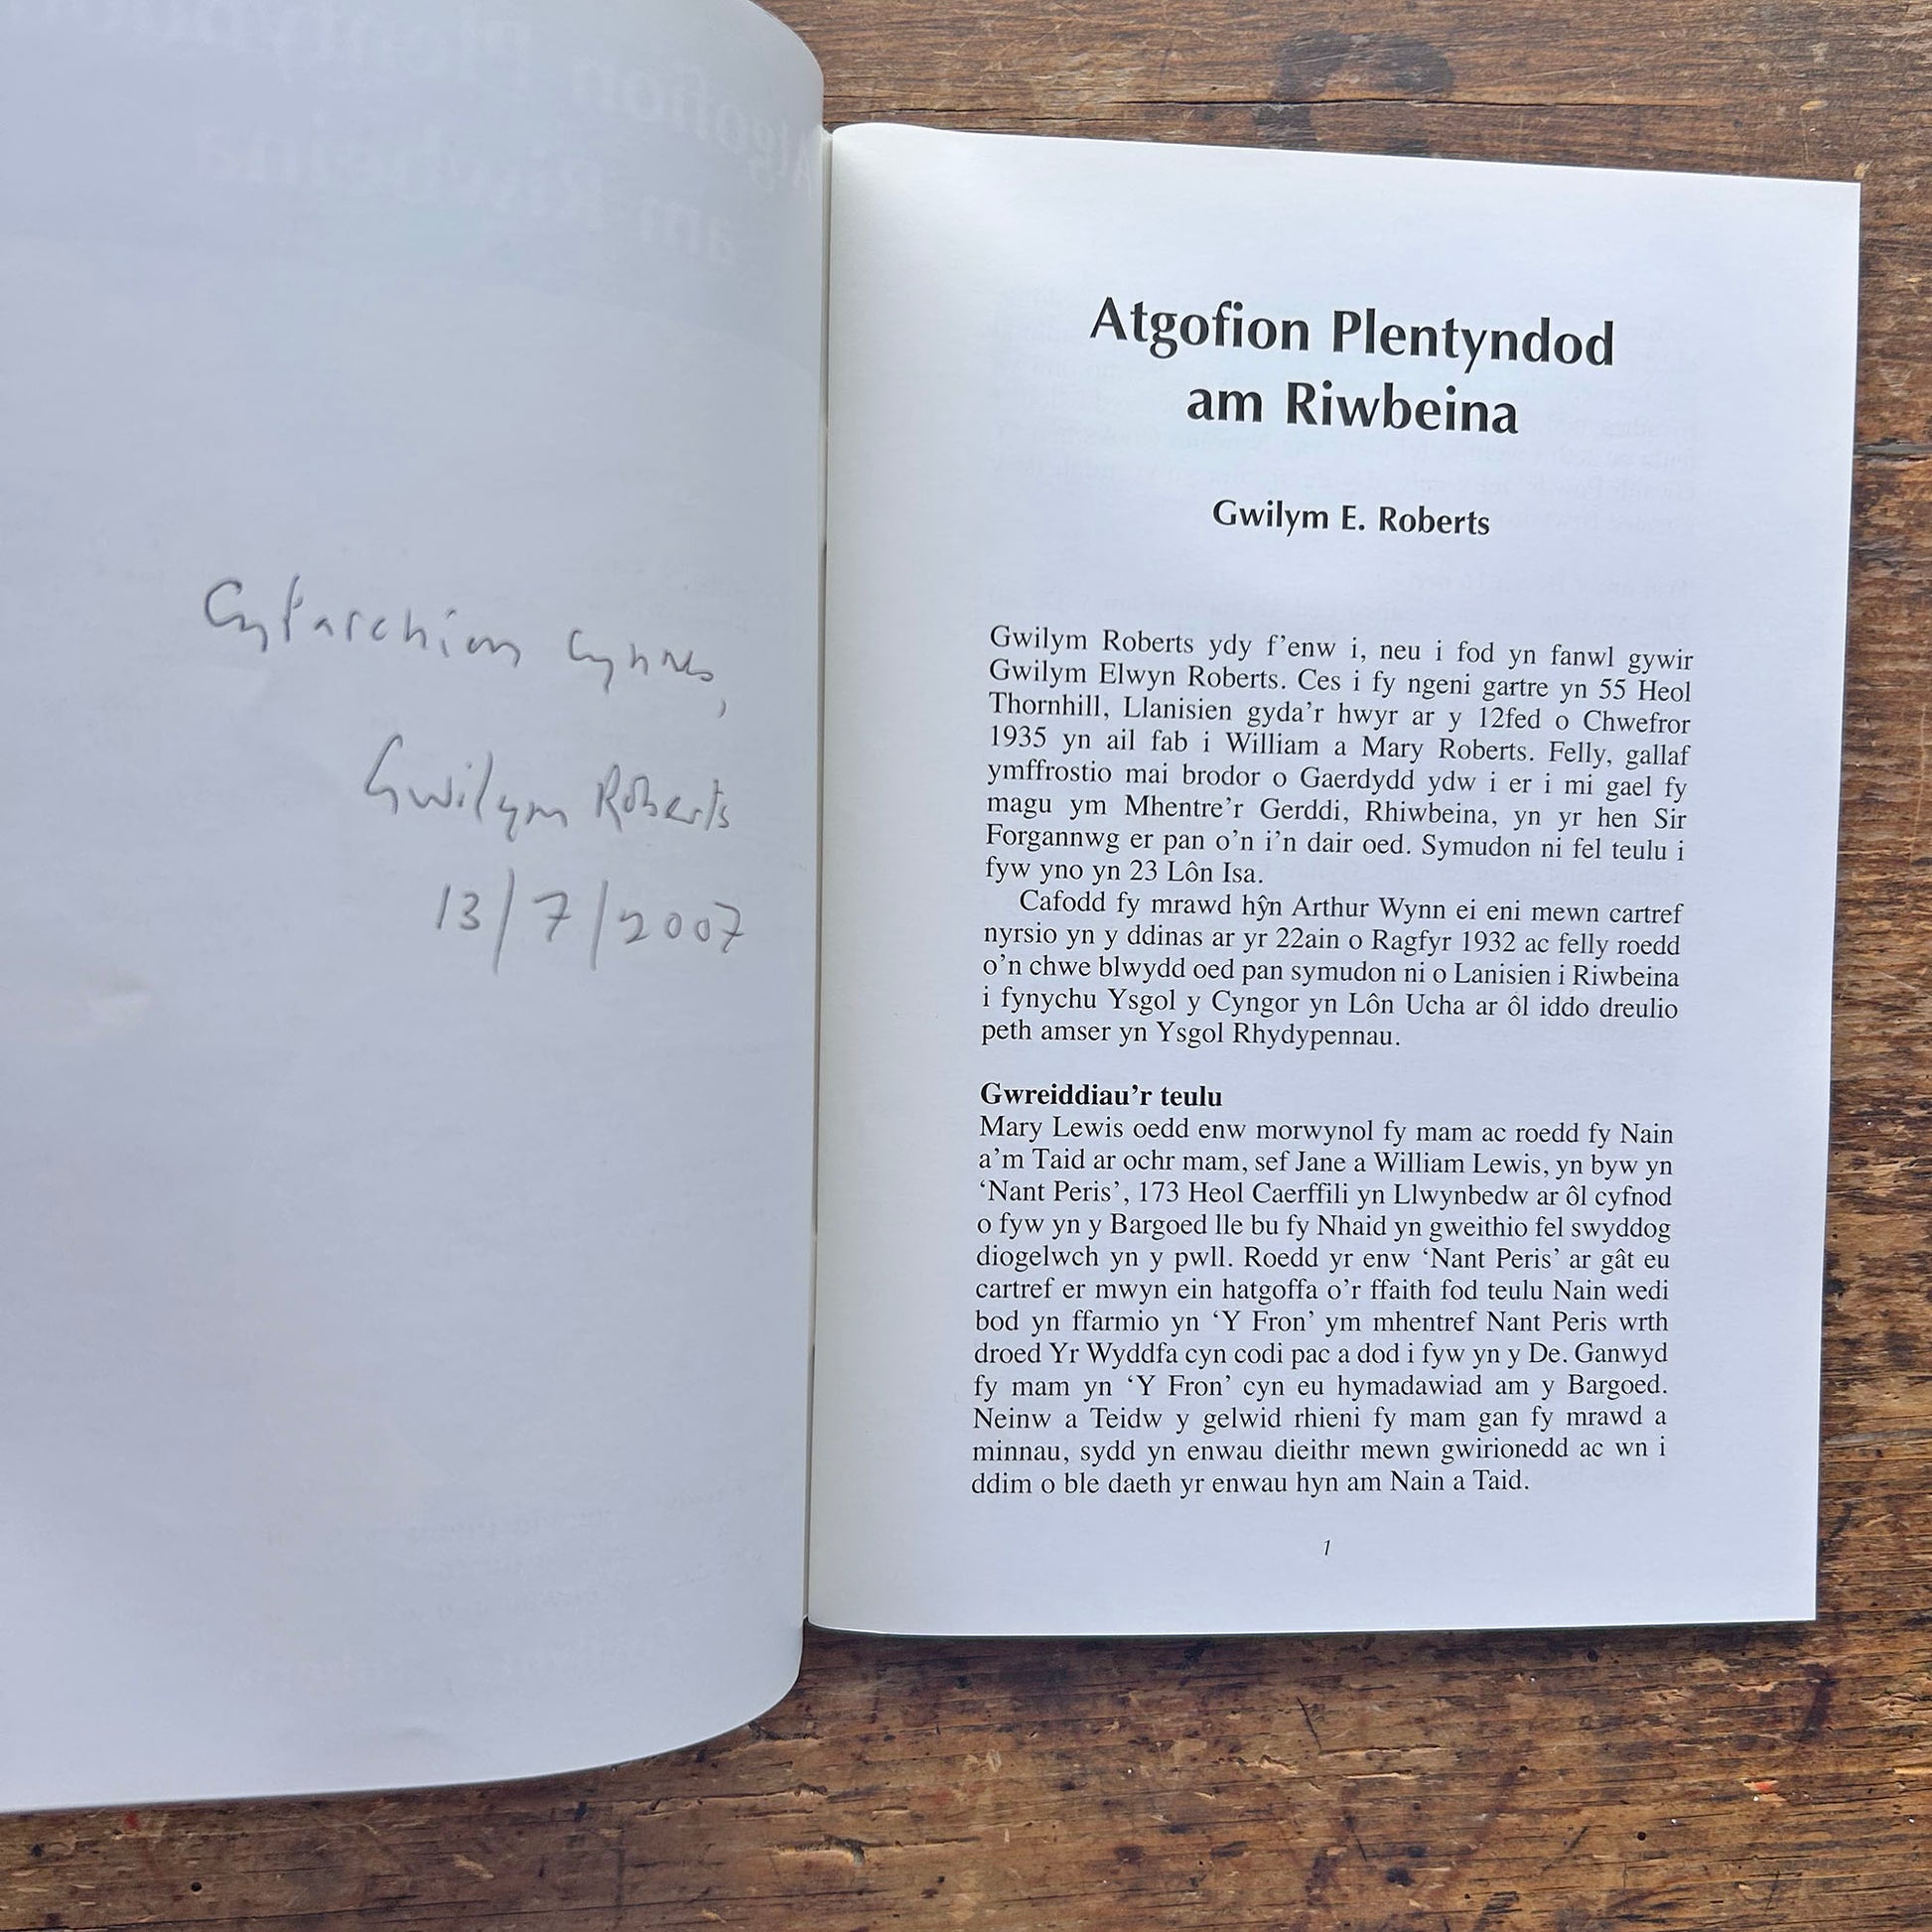 Cyfarchion Cynnes,
Gwilym Roberts
13/7/2007
Atgofion Plentyndod
am Riwbeina
Gwilym E. Roberts
Gwilym Roberts ydy f’enw i, neu i fod yn fanwl gywir
Gwilym Elwyn Roberts. Ces i fy ngeni gartre yn 55 Heol
Thornhill, Llanisien gyda’r hwyr ar y 12fed o Chwefror
1935 yn ail fab i William a Mary Roberts. Felly, gallaf
ymffrostio mai brodor o Gaerdydd ydw i er i mi gael fy
magu ym Mhentre’r Gerddi, Rhiwbeina, yn yr hen Sir
Forgannwg er pan o’n i’n dair oed. Symudon ni fel teulu i
fyw yno yn 23 Lôn Isa.
Cafodd fy mrawd hŷn Arthur Wynn ei eni mewn cartref
nyrsio yn y ddinas ar yr 22ain o Ragfyr 1932 ac felly roedd
o’n chwe blwydd oed pan symudon ni o Lanisien i Riwbeina
i fynychu Ysgol y Cyngor yn Lôn Ucha ar ôl iddo dreulio
peth amser yn Ysgol Rhydypennau.
Gwreiddiau’r teulu
Mary Lewis oedd enw morwynol fy mam ac roedd fy Nain
a’m Taid ar ochr mam, sef Jane a William Lewis, yn byw yn
‘Nant Peris’, 173 Heol Caerffili yn Llwynbedw ar ôl cyfnod
o fyw yn y Bargoed lle bu fy Nhaid yn gweithio fel swyddog
diogelwch yn y pwll. Roedd yr enw ‘Nant Peris’ ar gât eu
cartref er mwyn ein hatgoffa o’r ffaith fod teulu Nain wedi
bod yn ffarmio yn ‘Y Fron’ ym mhentref Nant Peris wrth
droed Yr Wyddfa cyn codi pac a dod i fyw yn y De. Ganwyd
fy mam yn ‘Y Fron’ cyn eu hymadawiad am y Bargoed.
Neinw a Teidw y gelwid rhieni fy mam gan fy mrawd a
minnau, sydd yn enwau dieithr mewn gwirionedd ac wn i
ddim o ble daeth yr enwau hyn am Nain a Taid.
1